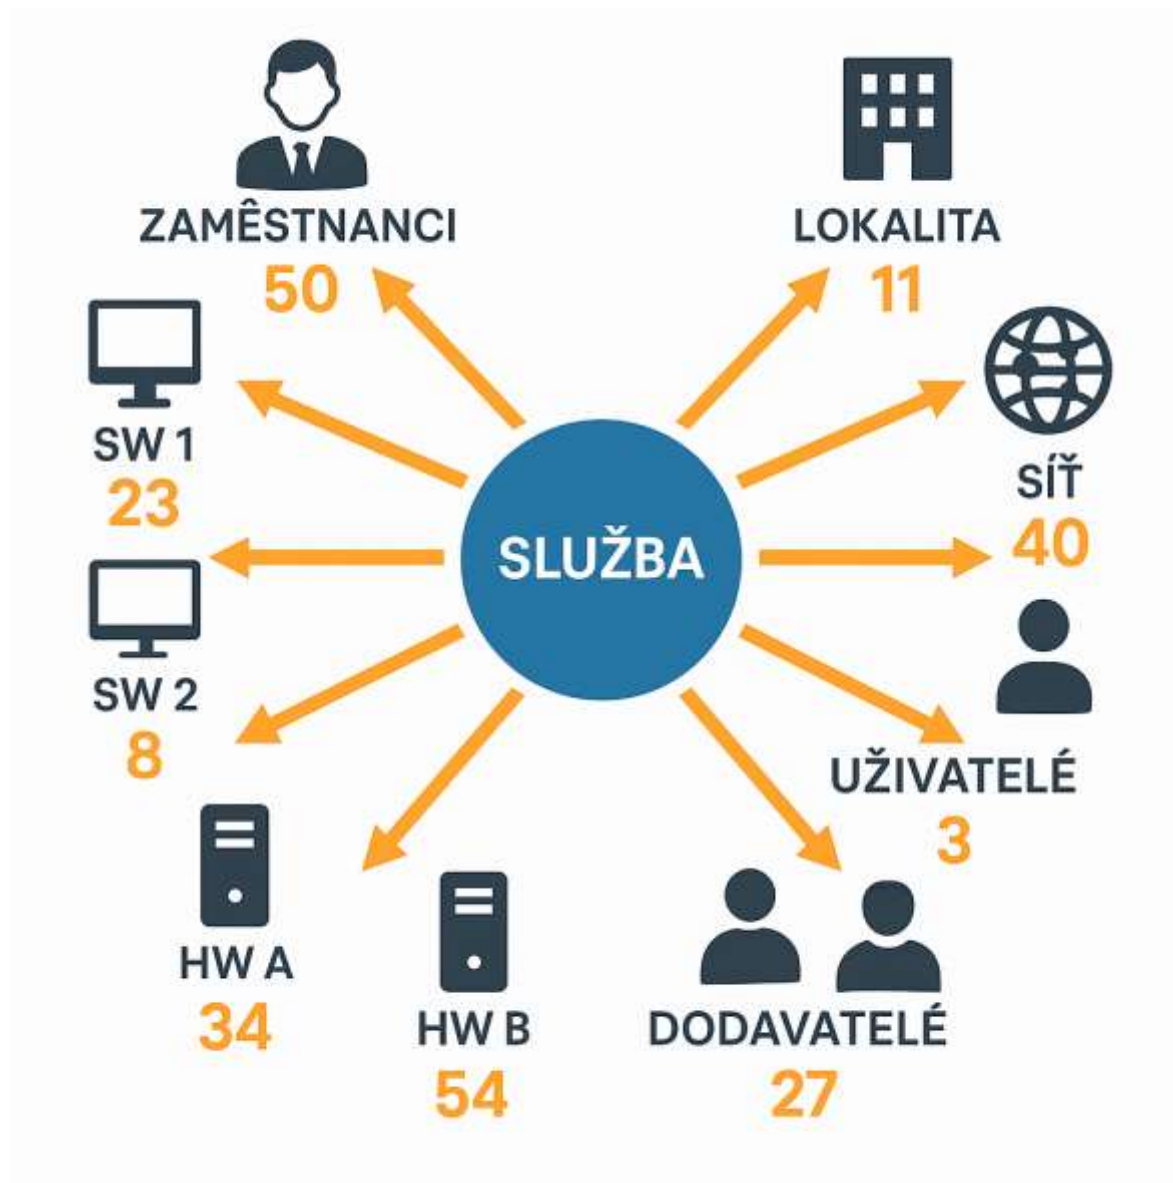 ZAMÊSTNANCI
50
LOKALITA
11
SW 1
23
SÍŤ
40
SLUŽBA
SW 2
8
UŽIVATELÉ
3
HW A
34
HW B
54
DODAVATELÉ
27